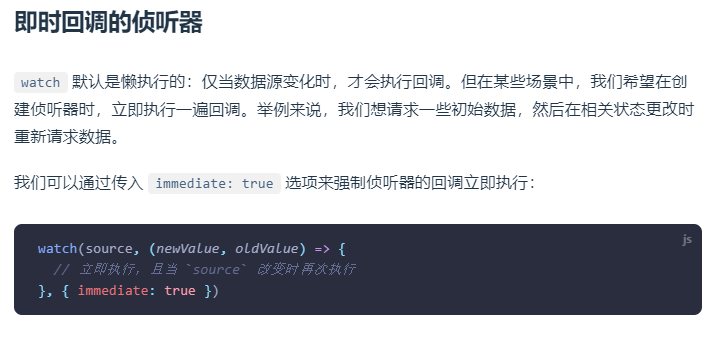 即时回调的侦听器
watch 默认是懒执行的：仅当数据源变化时，才会执行回调。但在某些场景中，我们希望在创
建侦听器时，立即执行一遍回调。举例来说，我们想请求一些初始数据，然后在相关状态更改时
重新请求数据。
我们可以通过传入 immediate: true 选项来强制侦听器的回调立即执行：
js
watch(source, (newValue, oldValue) => {
  // 立即执行，且当 `source` 改变时再次执行
}, { immediate: true })